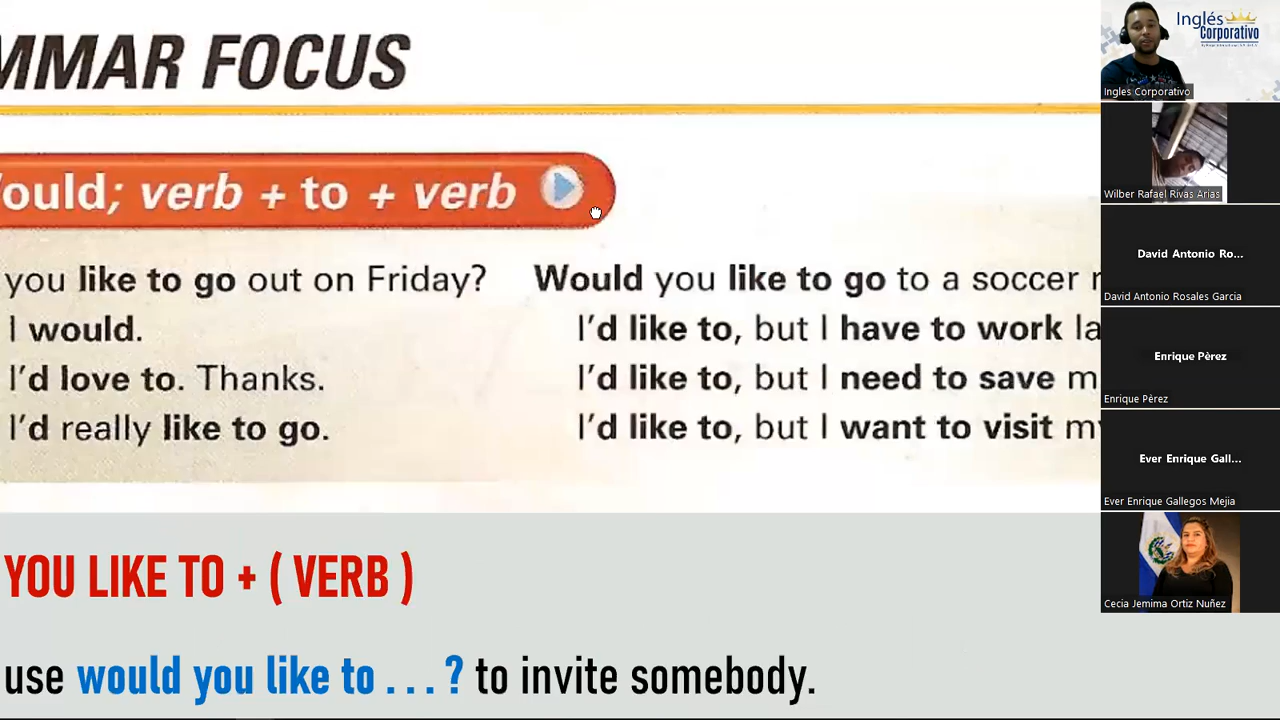 MMAR FOCUS
ould; verb + to + verb
you like to go out on Friday?
I would.
I'd love to. Thanks.
I'd really like to go.
Would you like to go to a soccer
I'd like to, but I have to work la
I'd like to, but I need to save m
I'd like to, but I want to visit my
YOU LIKE TO + ( VERB )
use would you like to . . . ? to invite somebody.
Inglés
Corporativo
Ingles Corporativo
Wilber Rafael Rivas Arias
David Antonio Ro...
David Antonio Rosales Garcia
Enrique Pèrez
Enrique Pèrez
Ever Enrique Gall...
Ever Enrique Gallegos Mejia
Cecia Jemima Ortiz Nuñez